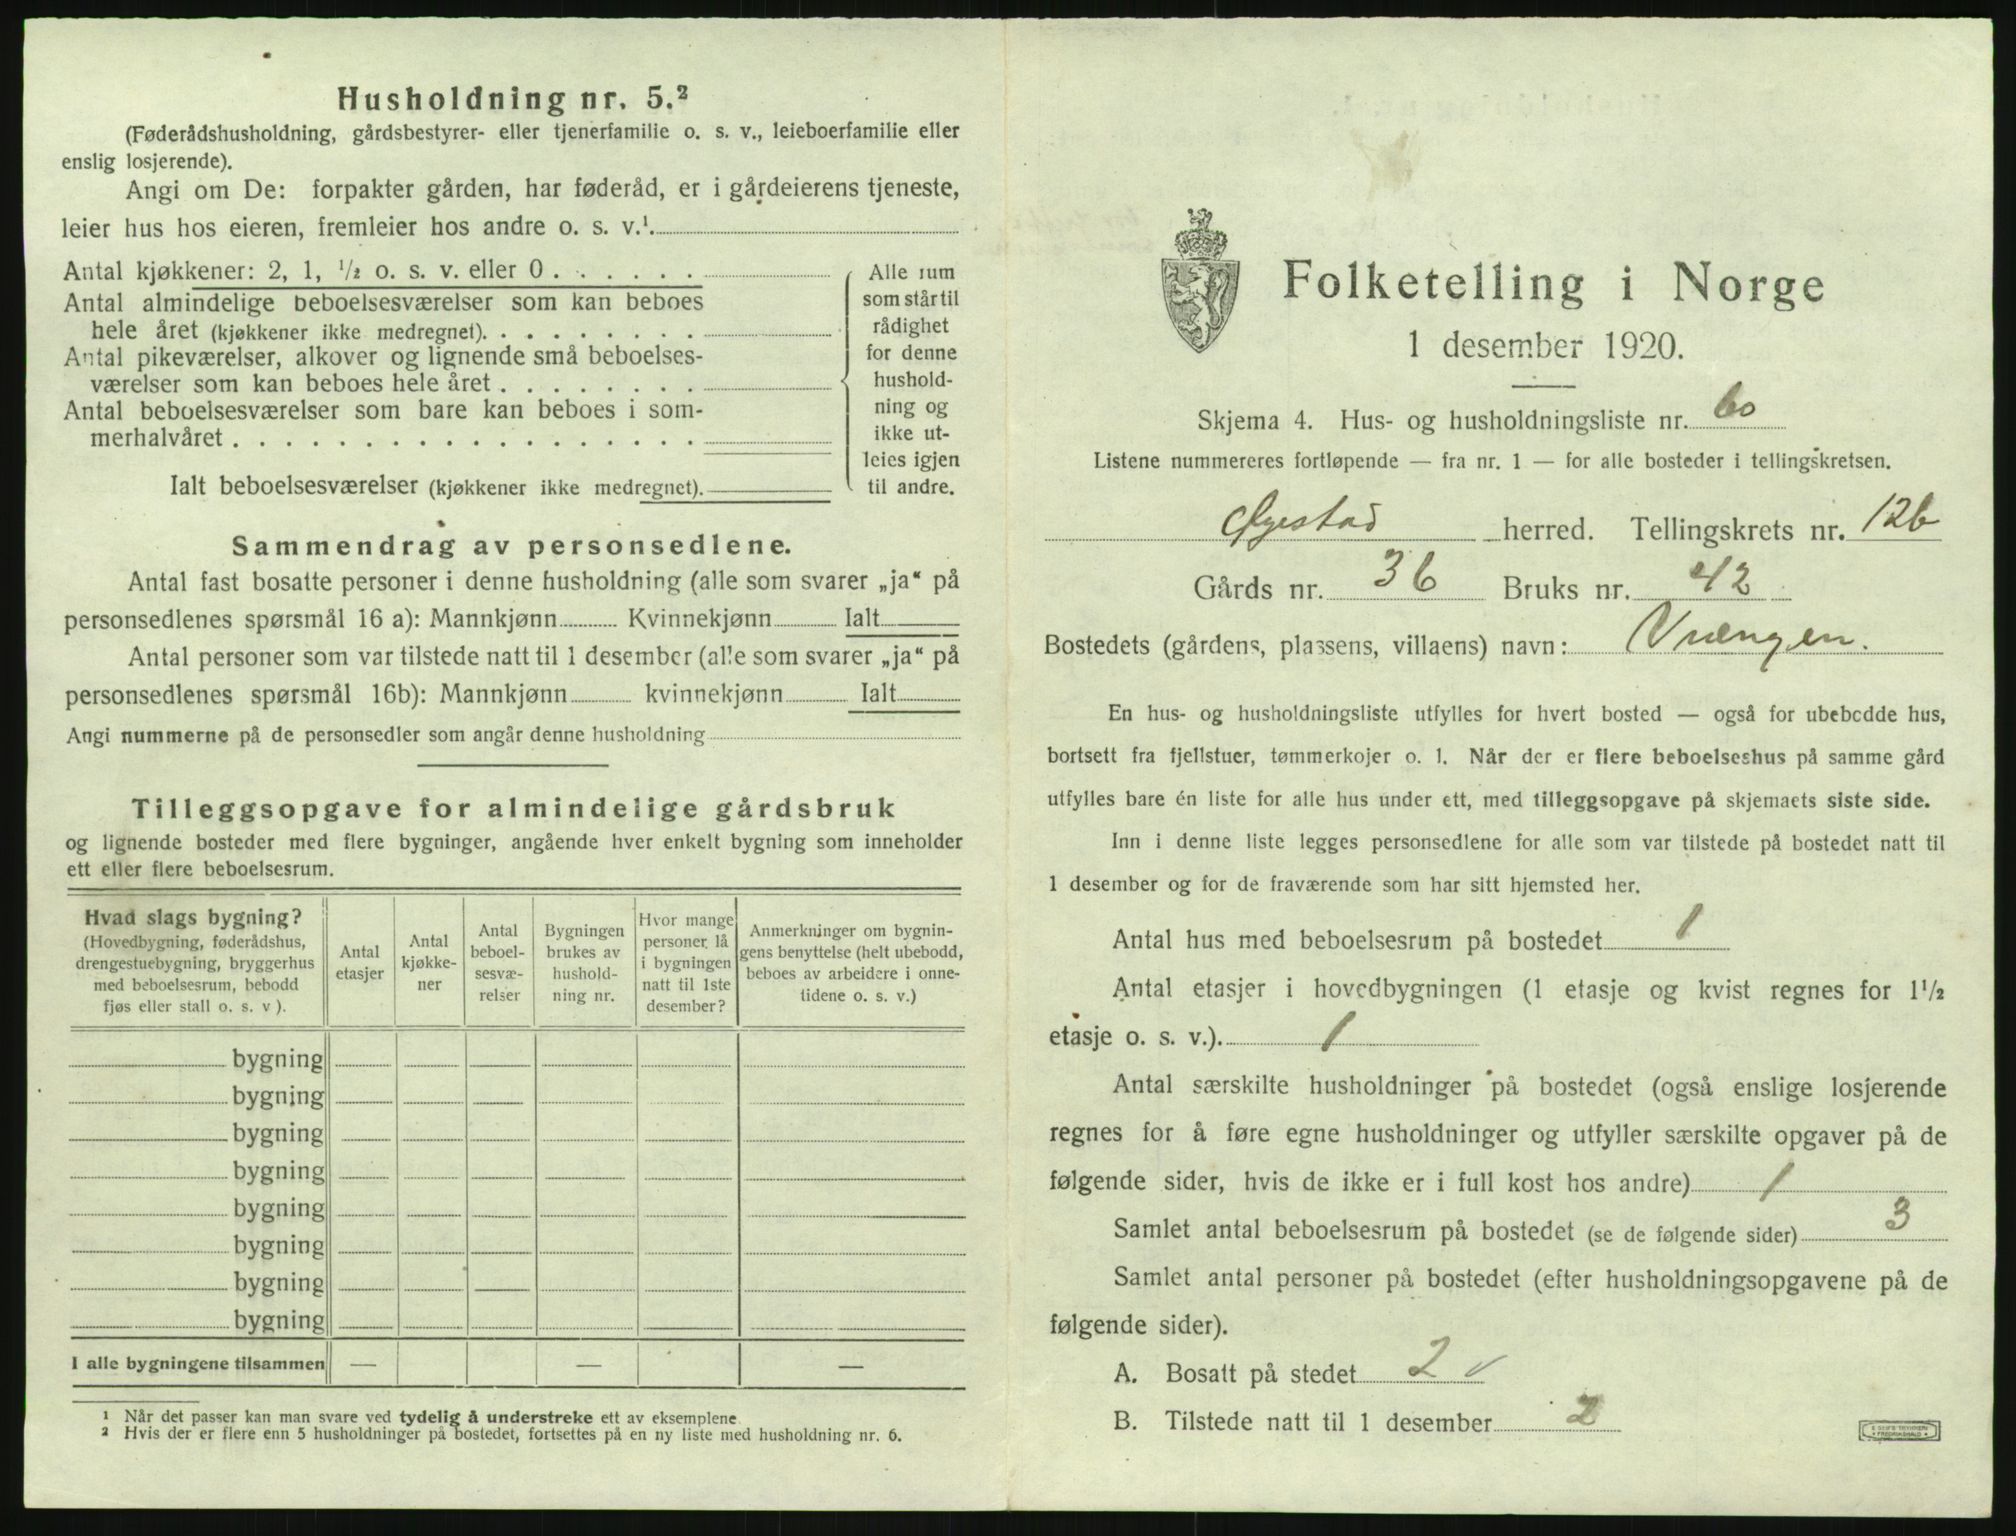 Husholdning nr. 5.²
(Føderådshusholdning, gårdsbestyrer- eller tjenerfamilie o. s. v., leieboerfamilie eller
enslig losjerende).
Angi om De: forpakter gården, har føderåd, er i gårdeierens tjeneste,
leier hus hos eieren, fremleier hos andre o. s. v.¹.
Antal kjøkkener: 2, 1, ½ o. s. v. eller 0 . . . . . .
Antal almindelige beboelsesværelser som kan beboes
hele året (kjøkkener ikke medregnet). . . . . . . . .
Antal pikeværelser, alkover og lignende små beboelses-
værelser som kan beboes hele året . . . . . . . .
Antal beboelsesværelser som bare kan beboes i som-
merhalvåret . . . . . . . . . . . . . . . . . .
Ialt beboelsesværelser (kjøkkener ikke medregnet).
Alle rum
som står til
rådighet
for denne
hushold-
ning og
ikke ut-
leies igjen
til andre.
Sammendrag av personsedlene.
Antal fast bosatte personer i denne husholdning (alle som svarer „ja“ på
personsedlenes spørsmål 16 a): Mannkjønn Kvinnekjønn Ialt
Antal personer som var tilstede natt til 1 desember (alle som svarer „ja“ på
personsedlenes spørsmål 16b): Mannkjønn kvinnekjønn Ialt
Angi nummerne på de personsedler som angår denne husholdning
Tilleggsopgave for almindelige gårdsbruk
og lignende bosteder med flere bygninger, angående hver enkelt bygning som inneholder
ett eller flere beboelsesrum.
Hvad slags bygning?
(Hovedbygning, føderådshus,
drengestuebygning, bryggerhus
med beboelsesrum, bebodd
fjøs eller stall o. s. v ).
Antal
etasjer
Antal
kjøkke-
ner
Antal
beboel-
sesvæ-
relser
Bygningen
brukes av
hushold-
ning nr.
Hvor mange
personer lå
i bygningen
natt til 1ste
desember?
Anmerkninger om bygnin-
gens benyttelse (helt ubebodd,
beboes av arbeidere i onne-
tidene o. s. v.)
bygning
bygning
bygning
bygning
bygning
bygning
bygning
bygning
I alle bygningene tilsammen — — —
¹ Når det passer kan man svare ved tydelig å understreke ett av eksemplene
² Hvis der er flere enn 5 husholdninger på bostedet, fortsettes på en ny liste med husholdning nr. 6.
Folketelling i Norge
1 desember 1920.
Skjema 4. Hus- og husholdningsliste nr. 60
Listene nummereres fortløpende — fra nr. 1 — for alle bosteder i tellingskretsen.
Øyestad herred. Tellingskrets nr. 12b
Gårds nr. 36 Bruks nr. 42
Bostedets (gårdens, plassens, villaens) navn: Vrængen.
En hus- og husholdningsliste utfylles for hvert bosted — også for ubebodde hus,
bortsett fra fjellstuer, tømmerkojer o. l. Når der er flere beboelseshus på samme gård
utfylles bare én liste for alle hus under ett, med tilleggsopgave på skjemaets siste side.
Inn i denne liste legges personsedlene for alle som var tilstede på bostedet natt til
1 desember og for de fraværende som har sitt hjemsted her.
Antal hus med beboelsesrum på bostedet 1
Antal etasjer i hovedbygningen (1 etasje og kvist regnes for 1½
etasje o. s. v.). 1
Antal særskilte husholdninger på bostedet (også enslige losjerende
regnes for å føre egne husholdninger og utfyller særskilte opgaver på de
følgende sider, hvis de ikke er i full kost hos andre) 1
Samlet antal beboelsesrum på bostedet (se de følgende sider) 3
Samlet antal personer på bostedet (efter husholdningsopgavene på de
følgende sider).
A. Bosatt på stedet 2 ✓
B. Tilstede natt til 1 desember 2